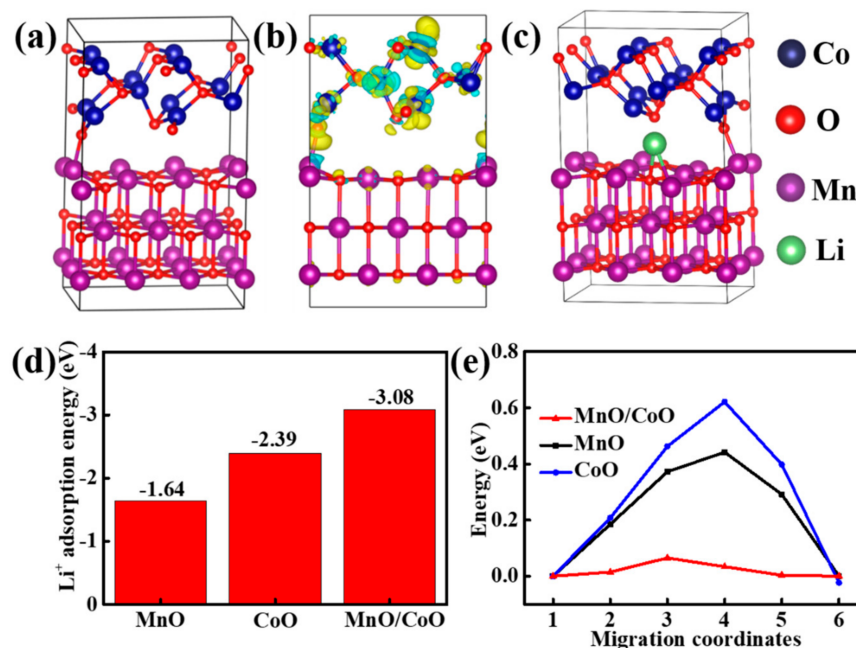 (a)
(b)
(c)
Co
O
Mn
Li
(d)
Li⁺ adsorption energy (eV)
-4
-3
-2
-1
0
-1.64
-2.39
-3.08
MnO
CoO
MnO/CoO
(e)
Energy (eV)
0.8
0.6
0.4
0.2
0.0
MnO/CoO
MnO
CoO
1 2 3 4 5 6
Migration coordinates